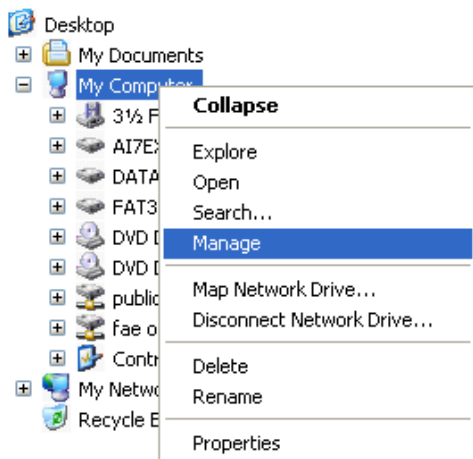 Desktop
My Documents
My Computer
3½ F
AI7EX
DATA
FAT3
DVD D
DVD D
public
fae o
Contr
My Netwo
Recycle B
Collapse
Explore
Open
Search...
Manage
Map Network Drive...
Disconnect Network Drive...
Delete
Rename
Properties